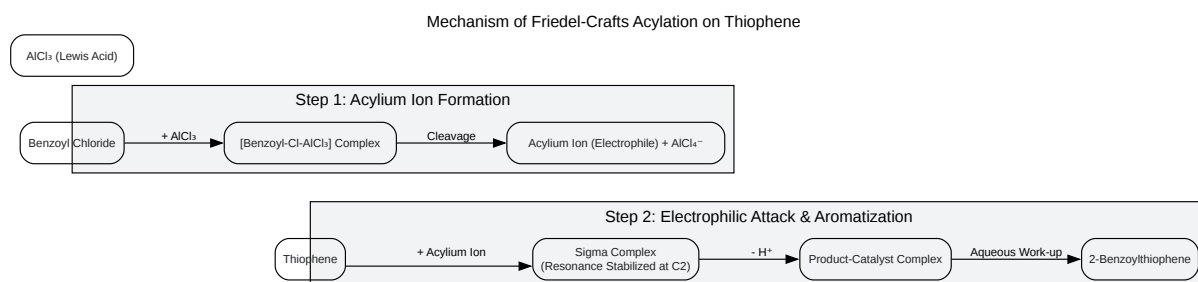 Mechanism of Friedel-Crafts Acylation on Thiophene
AlCl₃ (Lewis Acid)
Step 1: Acylium Ion Formation
Benzoyl Chloride
+ AlCl₃
[Benzoyl-Cl-AlCl₃] Complex
Cleavage
Acylium Ion (Electrophile) + AlCl₄⁻
Step 2: Electrophilic Attack & Aromatization
Thiophene
+ Acylium Ion
Sigma Complex
(Resonance Stabilized at C2)
- H⁺
Product-Catalyst Complex
Aqueous Work-up
2-Benzoylthiophene